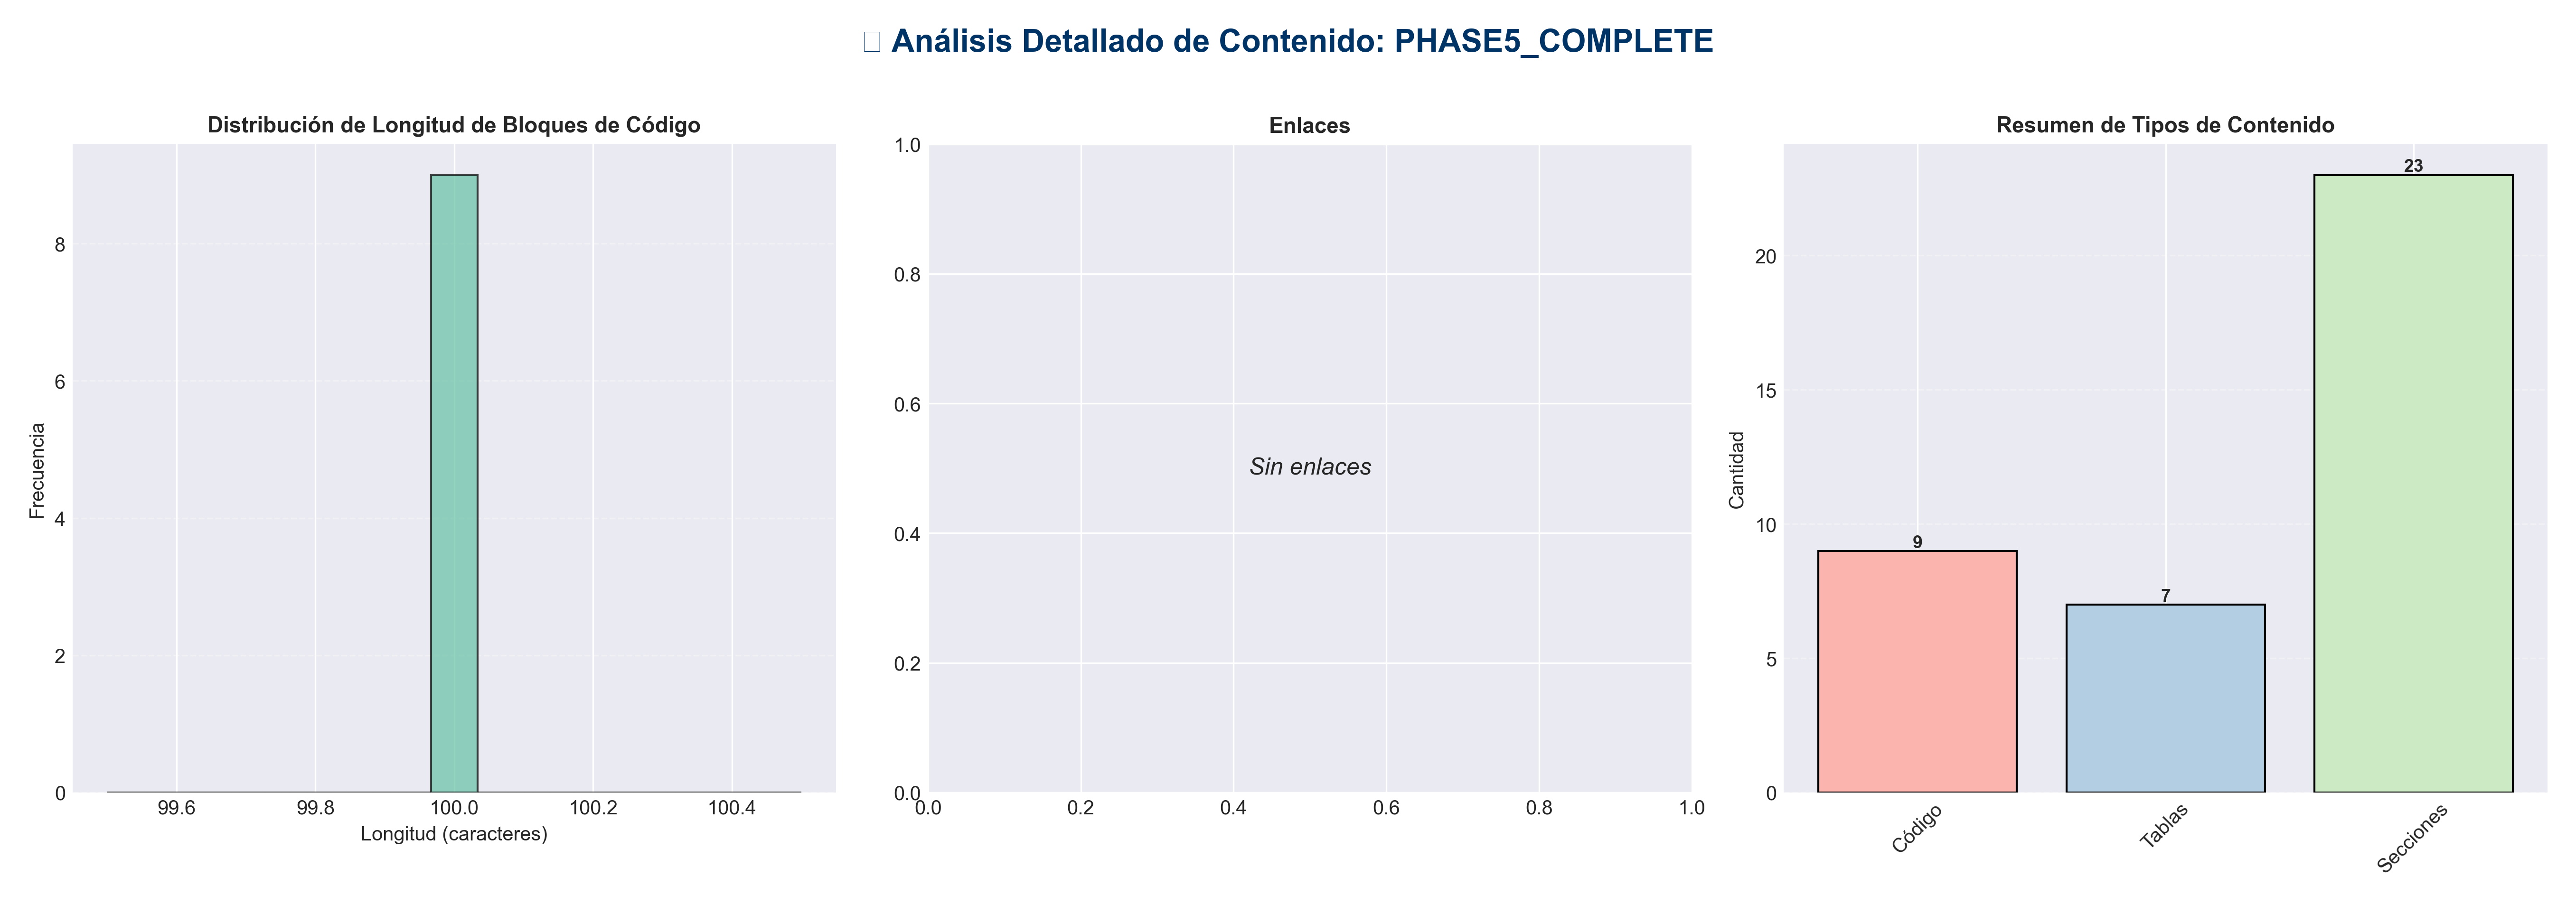 Análisis Detallado de Contenido: PHASE5_COMPLETE
Distribución de Longitud de Bloques de Código
Frecuencia
8
6
4
2
0
99.6 99.8 100.0 100.2 100.4
Longitud (caracteres)
Enlaces
1.0
0.8
0.6
0.4
0.2
0.0
Sin enlaces
0.0 0.2 0.4 0.6 0.8 1.0
Resumen de Tipos de Contenido
Cantidad
20
15
10
5
0
9
7
23
Código
Tablas
Secciones